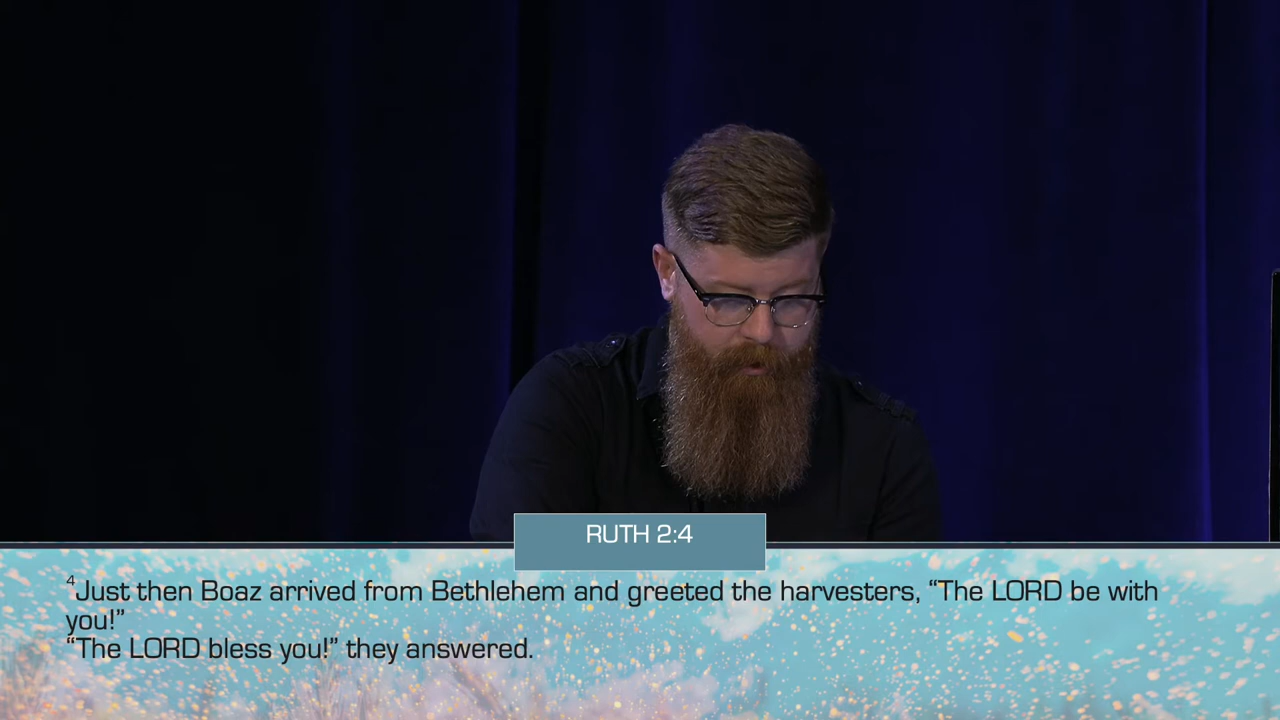 RUTH 2:4
⁴Just then Boaz arrived from Bethlehem and greeted the harvesters, “The LORD be with
you!”
“The LORD bless you!” they answered.